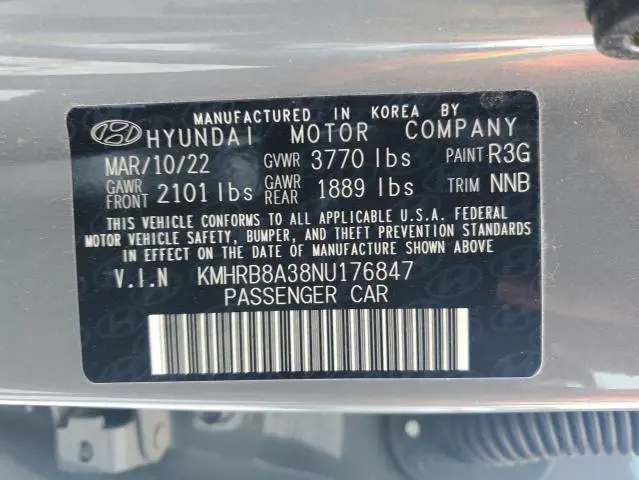 MANUFACTURED IN KOREA BY
HYUNDAI MOTOR COMPANY
MAR/10/22 GVWR 3770 lbs PAINT R3G
GAWR FRONT 2101 lbs GAWR REAR 1889 lbs TRIM NNB
THIS VEHICLE CONFORMS TO ALL APPLICABLE U.S.A. FEDERAL
MOTOR VEHICLE SAFETY, BUMPER, AND THEFT PREVENTION STANDARDS
IN EFFECT ON THE DATE OF MANUFACTURE SHOWN ABOVE
V.I.N KMHRB8A38NU176847
PASSENGER CAR